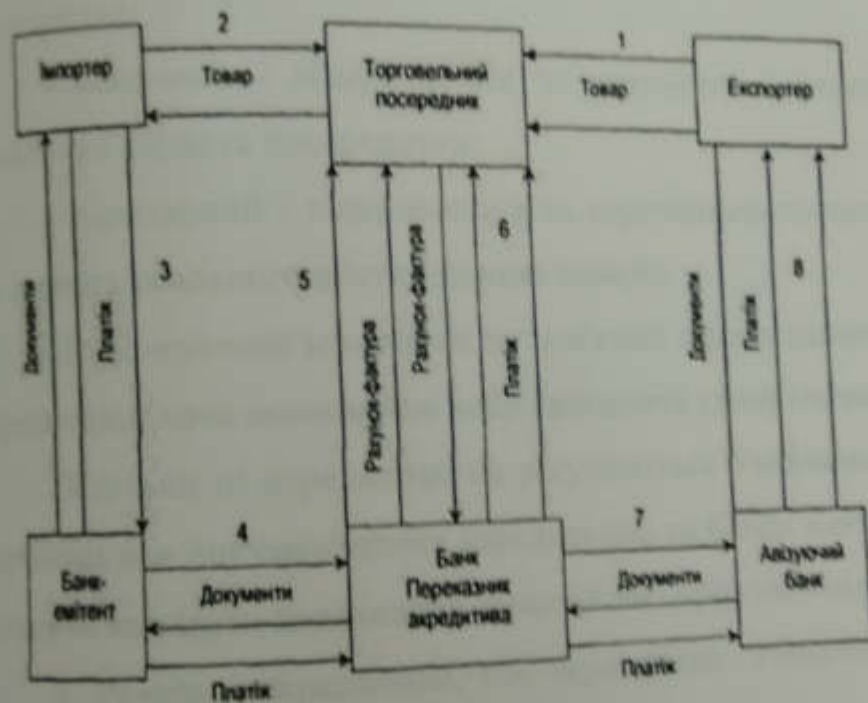 2
1
Імпортер
Товар
Торговельний
посередник
Товар
Експортер
Документи
Платіж
3
5
Рахунок-фактура
Рахунок-фактура
6
Платіж
Документи
Платіж
8
Банк-
емітент
4
Документи
Платіж
Банк
Переказник
акредитива
7
Документи
Платіж
Авізуючий
банк